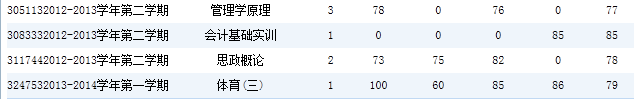 3051132012-2013学年第二学期 管理学原理 3 78 0 76 0 77
3083332012-2013学年第二学期 会计基础实训 1 0 0 0 85 85
3117442012-2013学年第二学期 思政概论 2 73 75 82 0 78
3247532013-2014学年第一学期 体育(三) 1 100 60 85 86 79